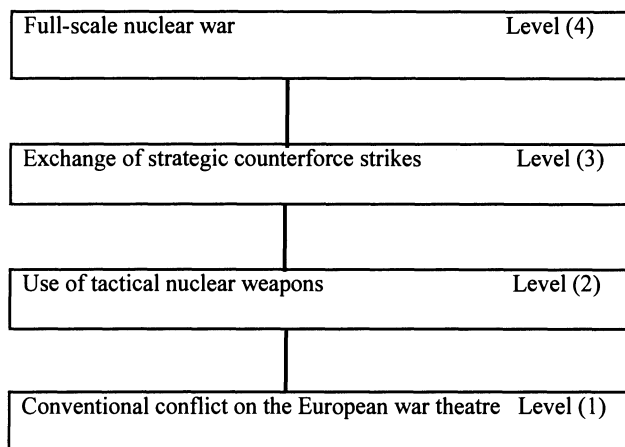 Full-scale nuclear war Level (4)
Exchange of strategic counterforce strikes Level (3)
Use of tactical nuclear weapons Level (2)
Conventional conflict on the European war theatre Level (1)